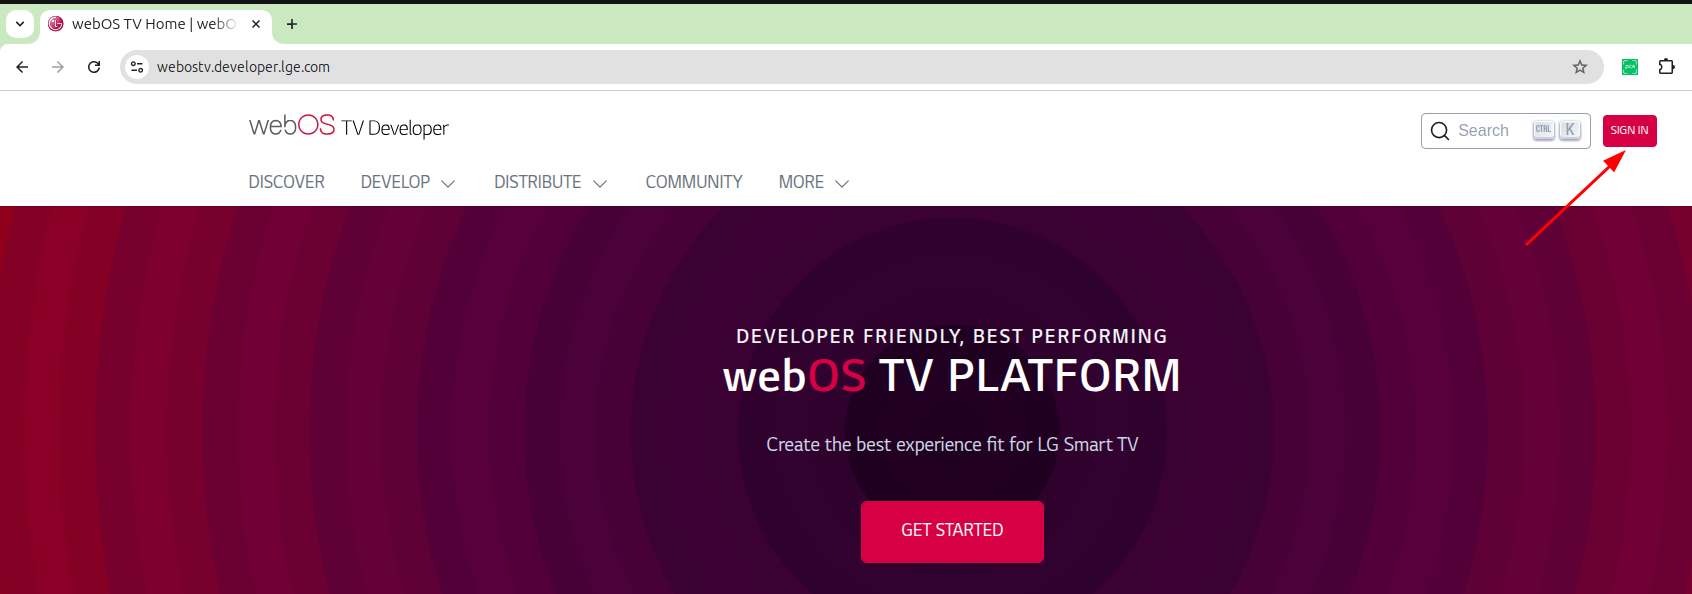 webOS TV Home | webO
webostv.developer.lge.com
webOS TV Developer
Search CTRL K SIGN IN
DISCOVER DEVELOP DISTRIBUTE COMMUNITY MORE
DEVELOPER FRIENDLY, BEST PERFORMING
webOS TV PLATFORM
Create the best experience fit for LG Smart TV
GET STARTED